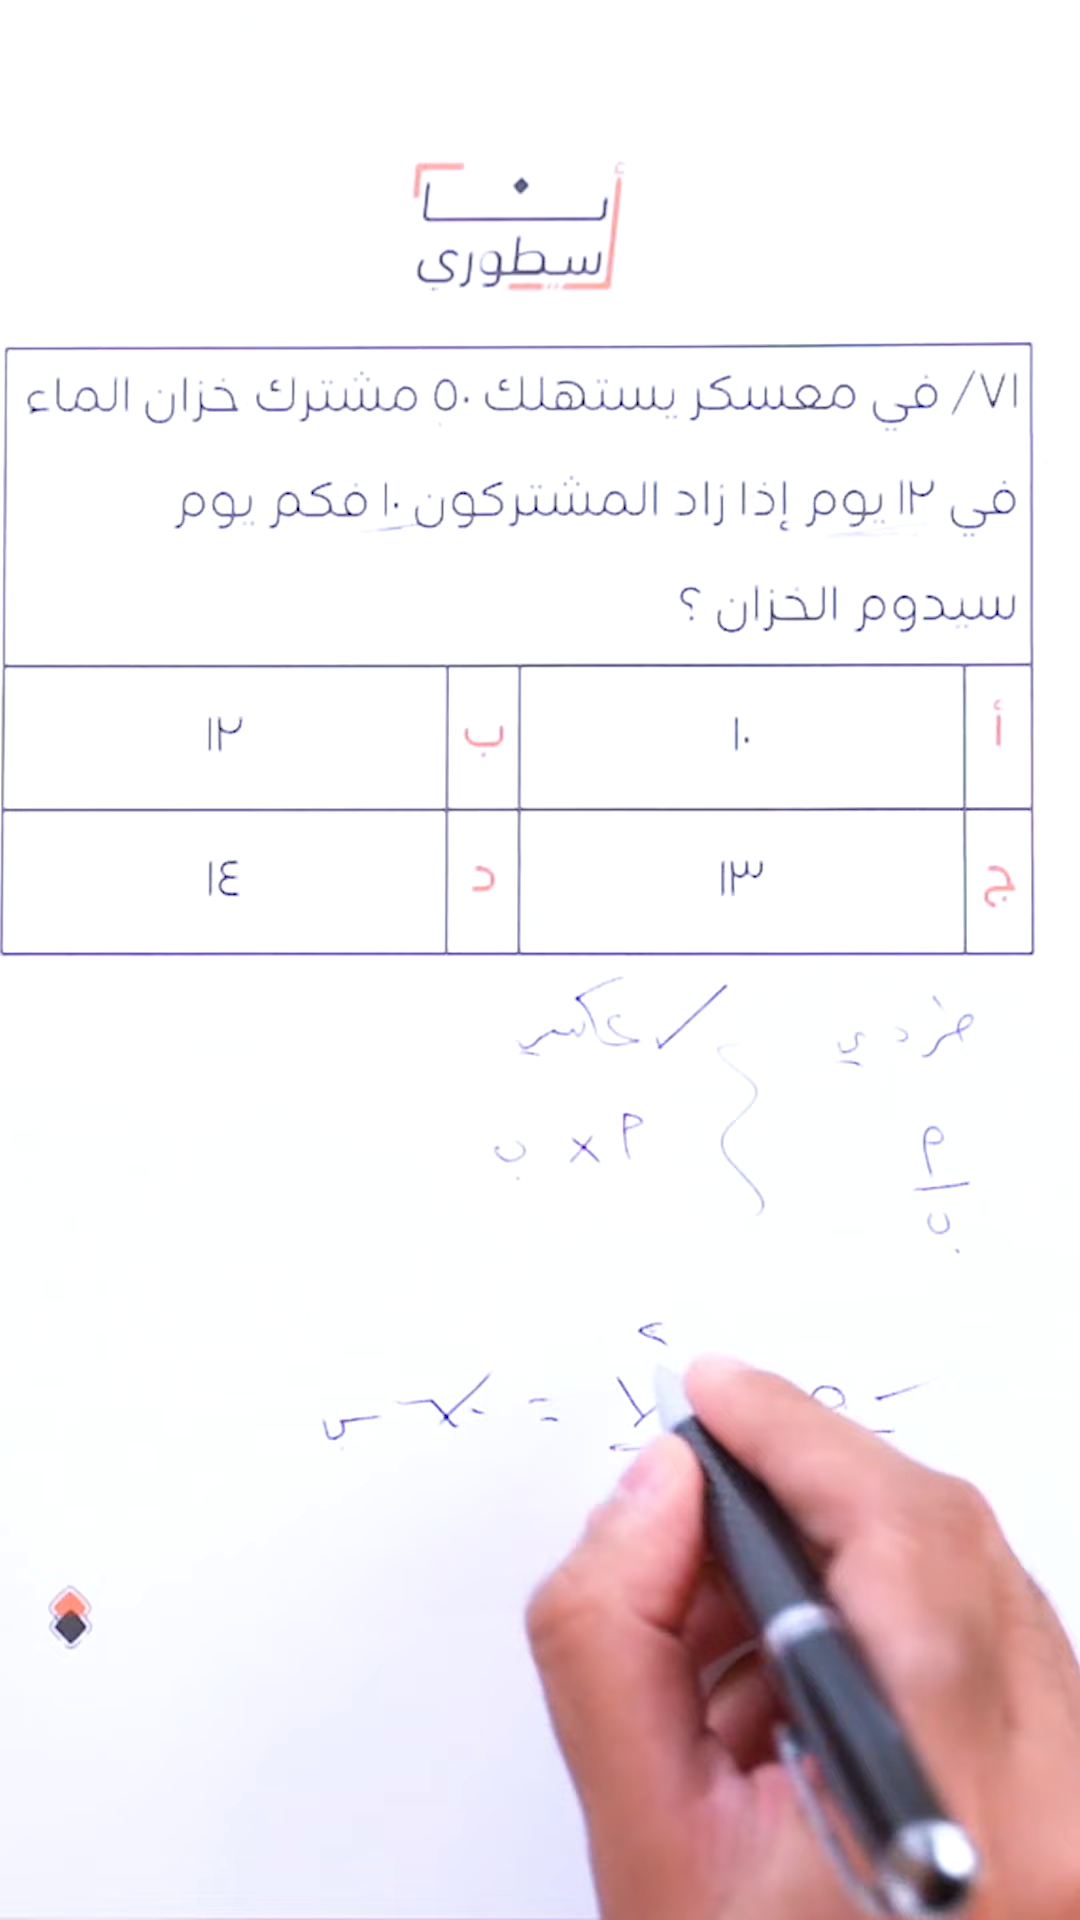 أنا
أسطوري
٧١/ في معسكر يستهلك ٥٠ مشترك خزان الماء
في ١٢ يوم إذا زاد المشتركون ١٠ فكم يوم
سيدوم الخزان ؟
أ ١٠ ب ١٢
ج ١٣ د ١٤
طردي عكسي
أ × ب
أ
ب
= س